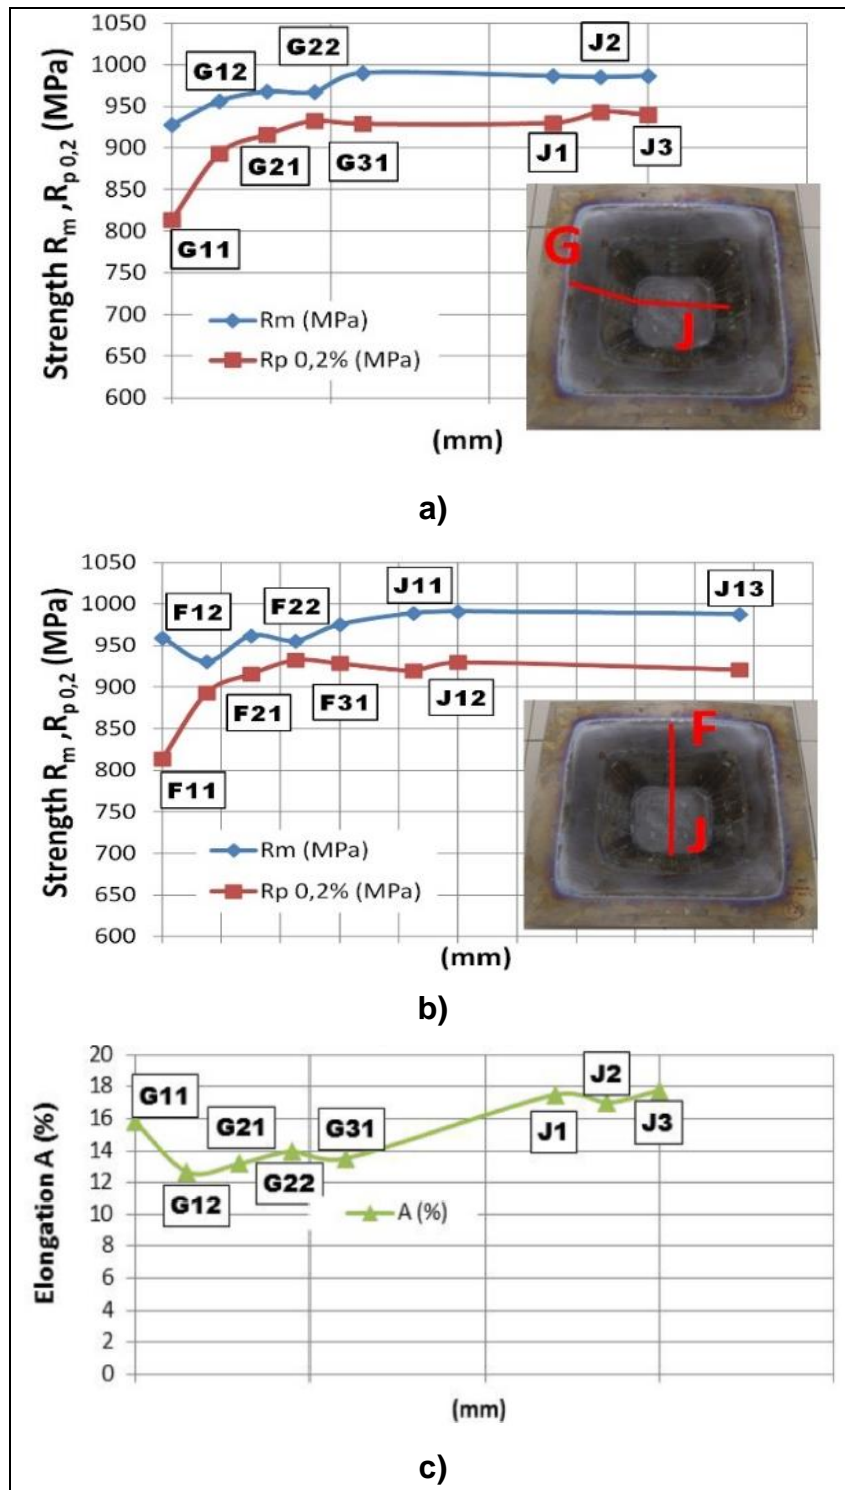 1050
1000
950
900
850
800
750
700
650
600
Strength Rm ,Rp 0,2 (MPa)
G12
G22
G11
G21
G31
J1
J2
J3
Rm (MPa)
Rp 0,2% (MPa)
G
J
(mm)
a)
1050
1000
950
900
850
800
750
700
650
600
Strength Rm ,Rp0,2 (MPa)
F12
F22
J11
J13
F11
F21
F31
J12
Rm (MPa)
Rp 0,2% (MPa)
F
J
(mm)
b)
20
18
16
14
12
10
8
6
4
2
0
Elongation A (%)
G11
G21
G31
J2
G12
G22
J1
J3
A (%)
(mm)
c)